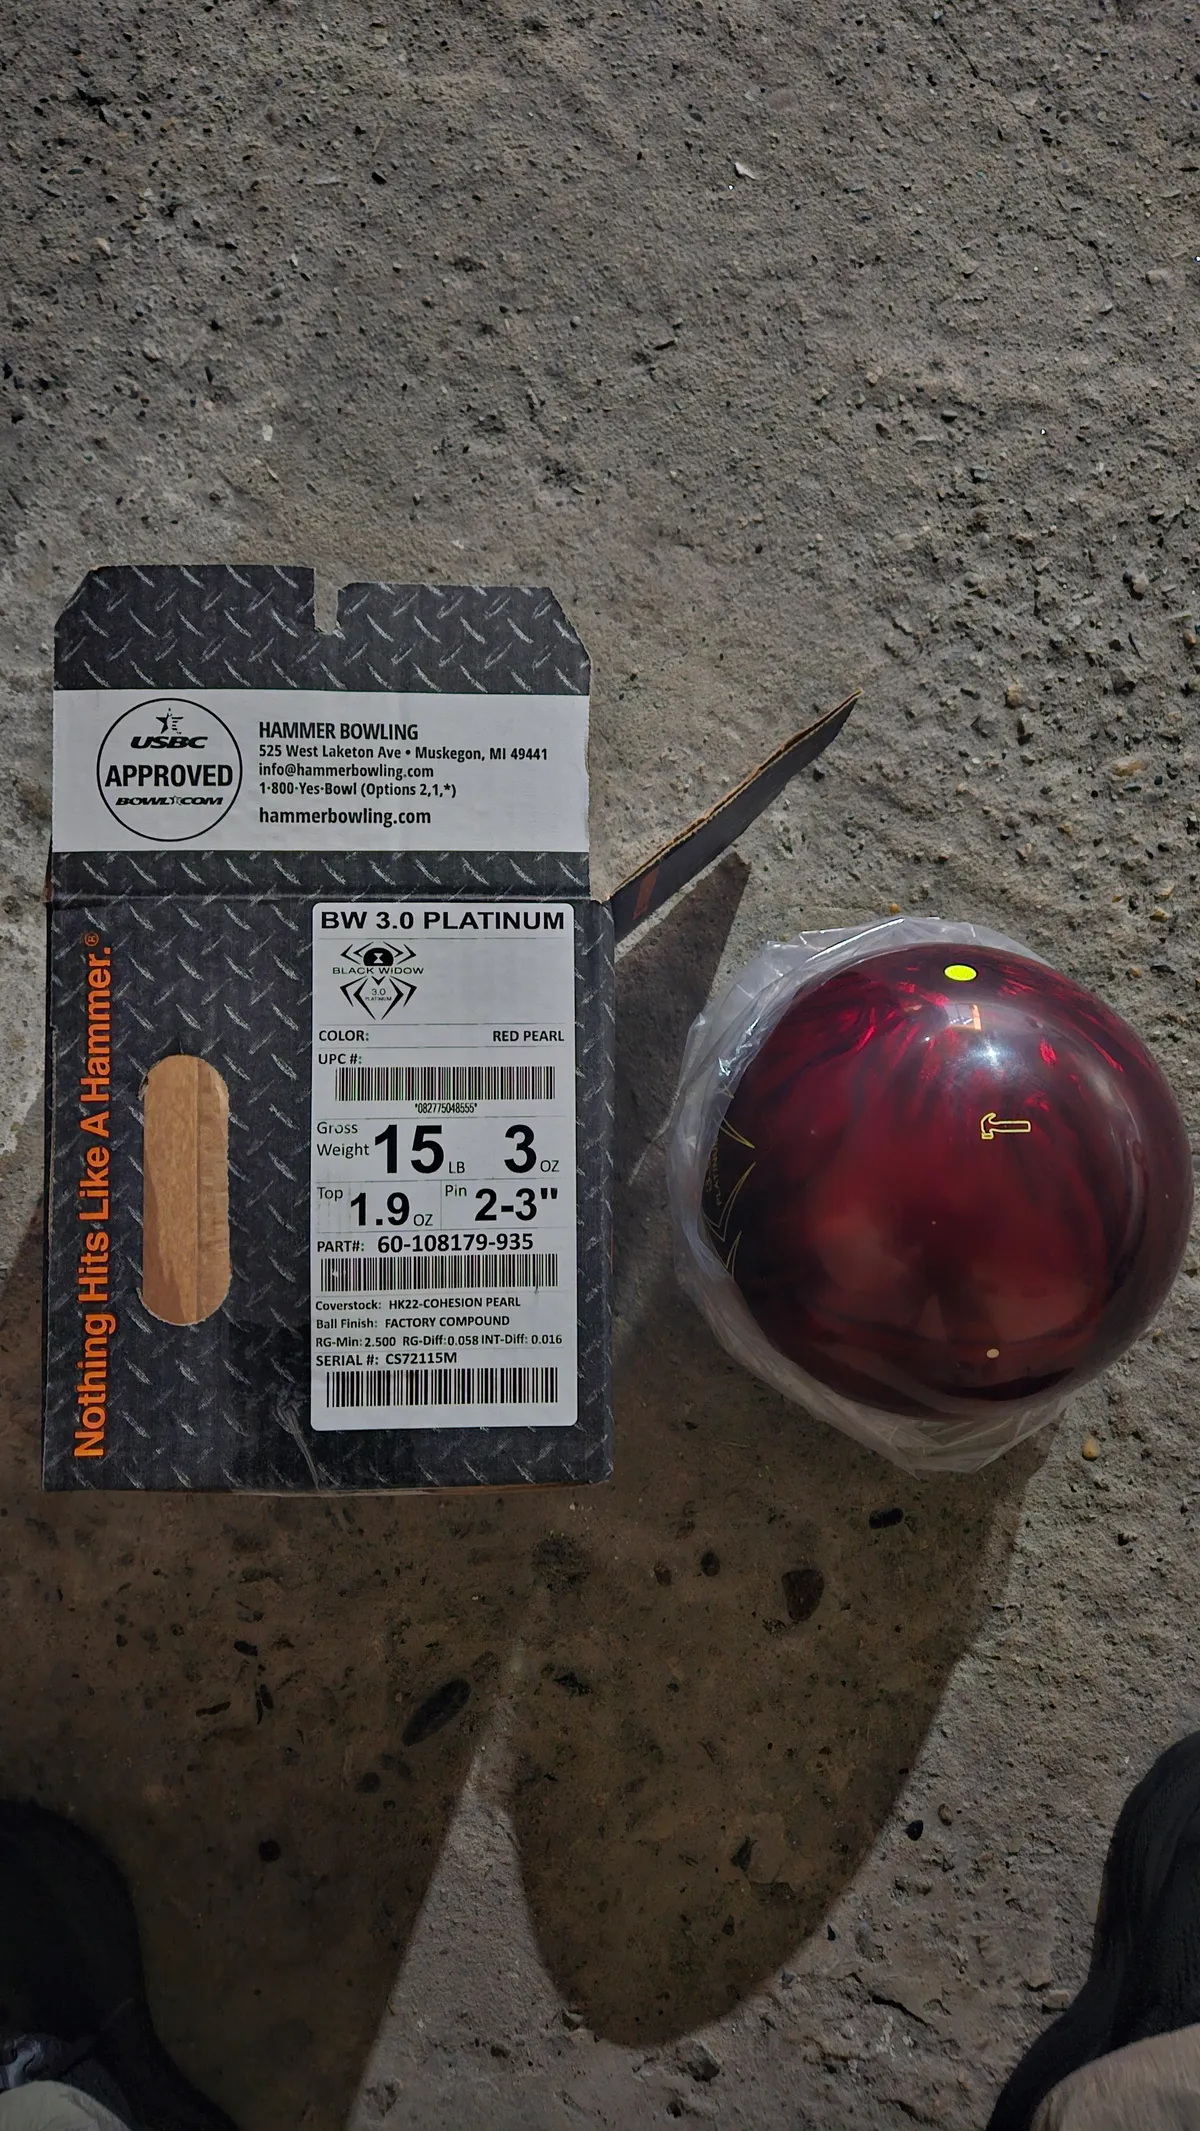 USBC
APPROVED
BOWL.COM
HAMMER BOWLING
525 West Laketon Ave • Muskegon, MI 49441
info@hammerbowling.com
1-800-Yes-Bowl (Options 2,1,*)
hammerbowling.com
Nothing Hits Like A Hammer.®
BW 3.0 PLATINUM
BLACK WIDOW
3.0
PLATINUM
COLOR: RED PEARL
UPC #:
*082775048555*
Gross Weight 15 LB 3 OZ
Top 1.9 OZ Pin 2-3"
PART#: 60-108179-935
Coverstock: HK22-COHESION PEARL
Ball Finish: FACTORY COMPOUND
RG-Min: 2.500 RG-Diff:0.058 INT-Diff: 0.016
SERIAL #: CS72115M
PLATINUM